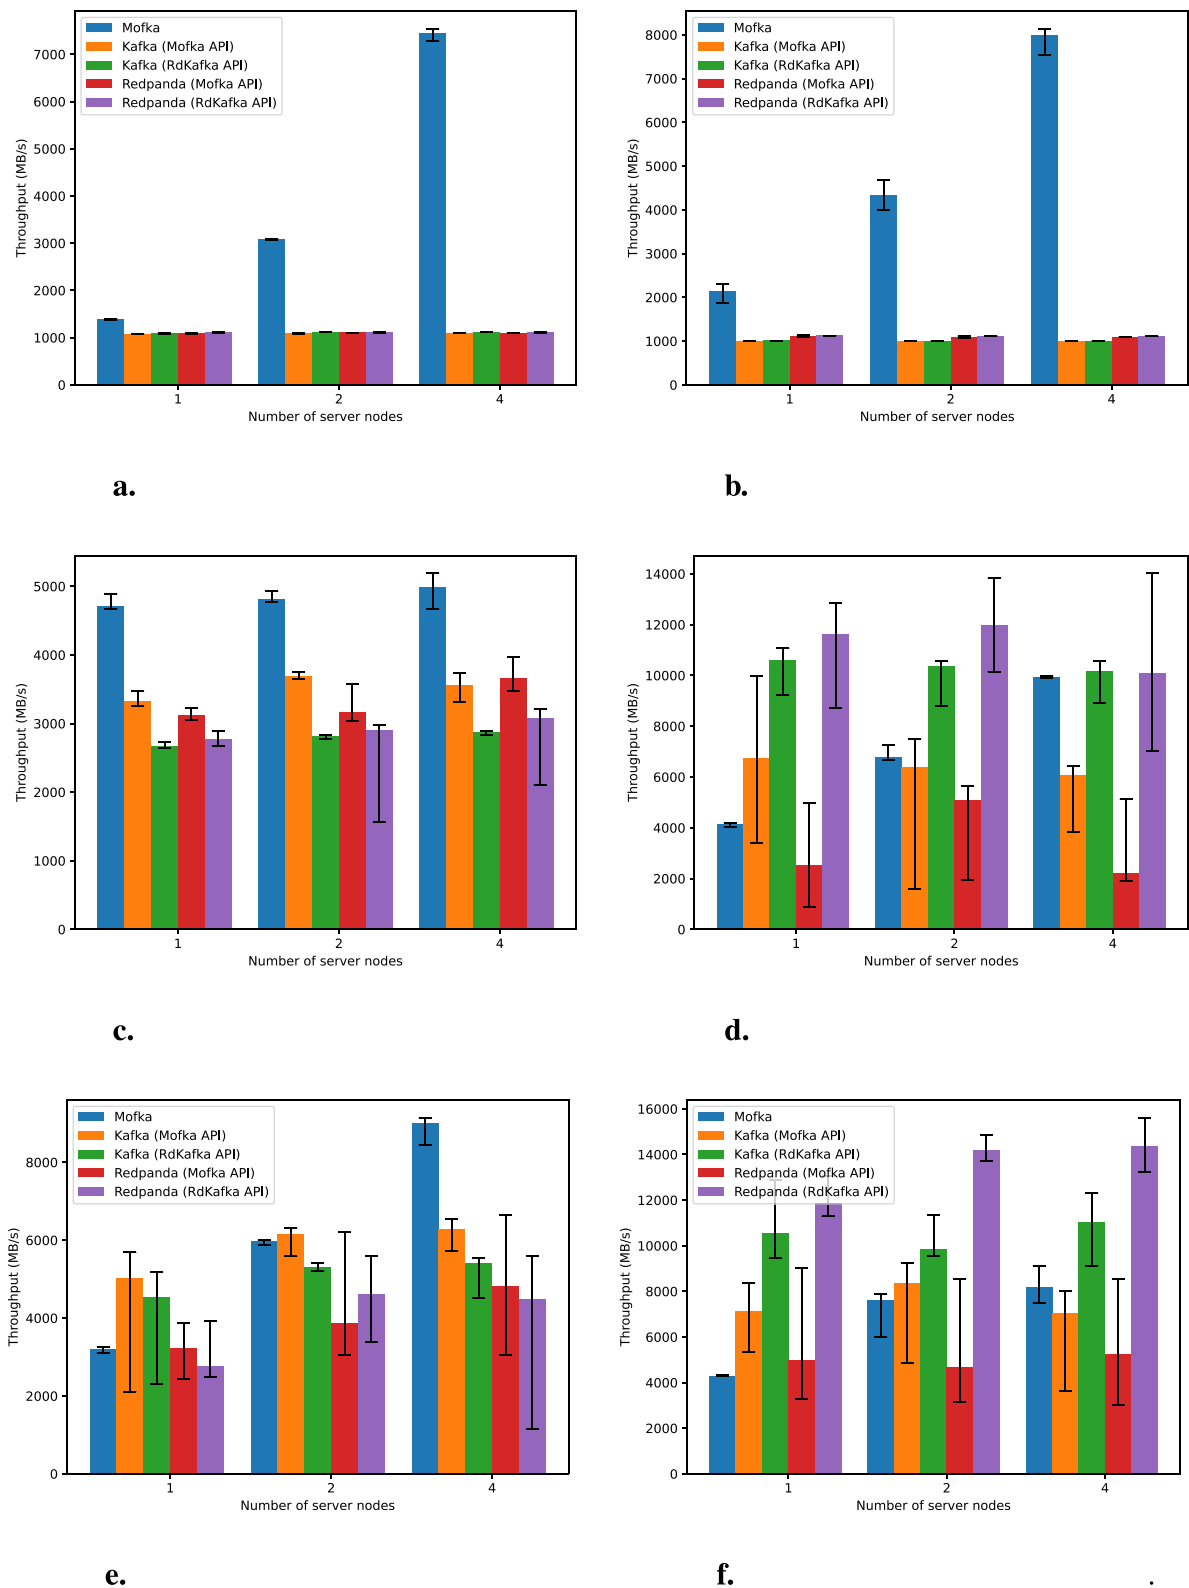 Mofka
Kafka (Mofka API)
Kafka (RdKafka API)
Redpanda (Mofka API)
Redpanda (RdKafka API)
7000
6000
5000
4000
3000
2000
1000
0
Throughput (MB/s)
1 2 4
Number of server nodes
a.
Mofka
Kafka (Mofka API)
Kafka (RdKafka API)
Redpanda (Mofka API)
Redpanda (RdKafka API)
8000
7000
6000
5000
4000
3000
2000
1000
0
Throughput (MB/s)
1 2 4
Number of server nodes
b.
5000
4000
3000
2000
1000
0
Throughput (MB/s)
1 2 4
Number of server nodes
c.
14000
12000
10000
8000
6000
4000
2000
0
Throughput (MB/s)
1 2 4
Number of server nodes
d.
Mofka
Kafka (Mofka API)
Kafka (RdKafka API)
Redpanda (Mofka API)
Redpanda (RdKafka API)
8000
6000
4000
2000
0
Throughput (MB/s)
1 2 4
Number of server nodes
e.
Mofka
Kafka (Mofka API)
Kafka (RdKafka API)
Redpanda (Mofka API)
Redpanda (RdKafka API)
16000
14000
12000
10000
8000
6000
4000
2000
0
Throughput (MB/s)
1 2 4
Number of server nodes
f.
.